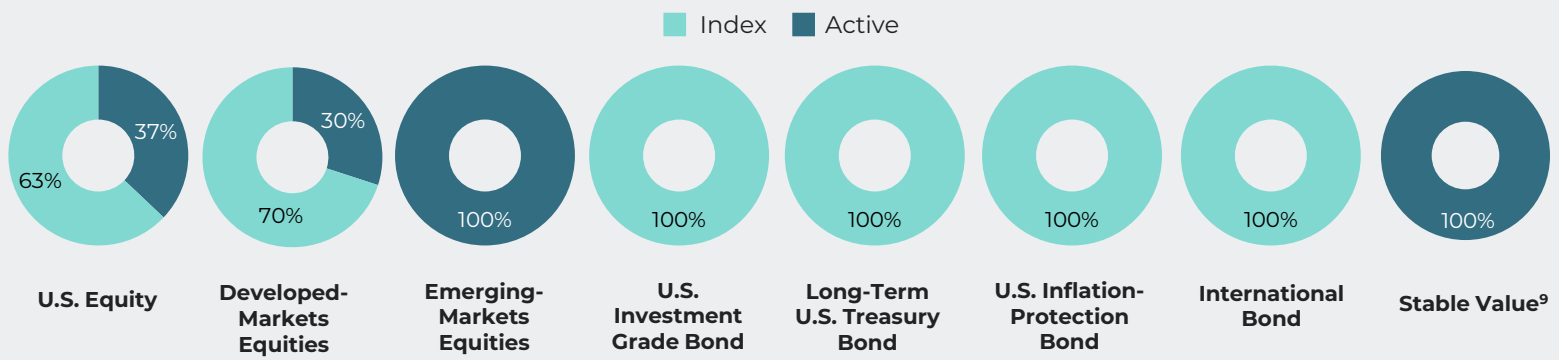 Index Active
37%
63%
30%
70%
100%
100%
100%
100%
100%
100%
U.S. Equity
Developed-
Markets
Equities
Emerging-
Markets
Equities
U.S.
Investment
Grade Bond
Long-Term
U.S. Treasury
Bond
U.S. Inflation-
Protection
Bond
International
Bond
Stable Value⁹